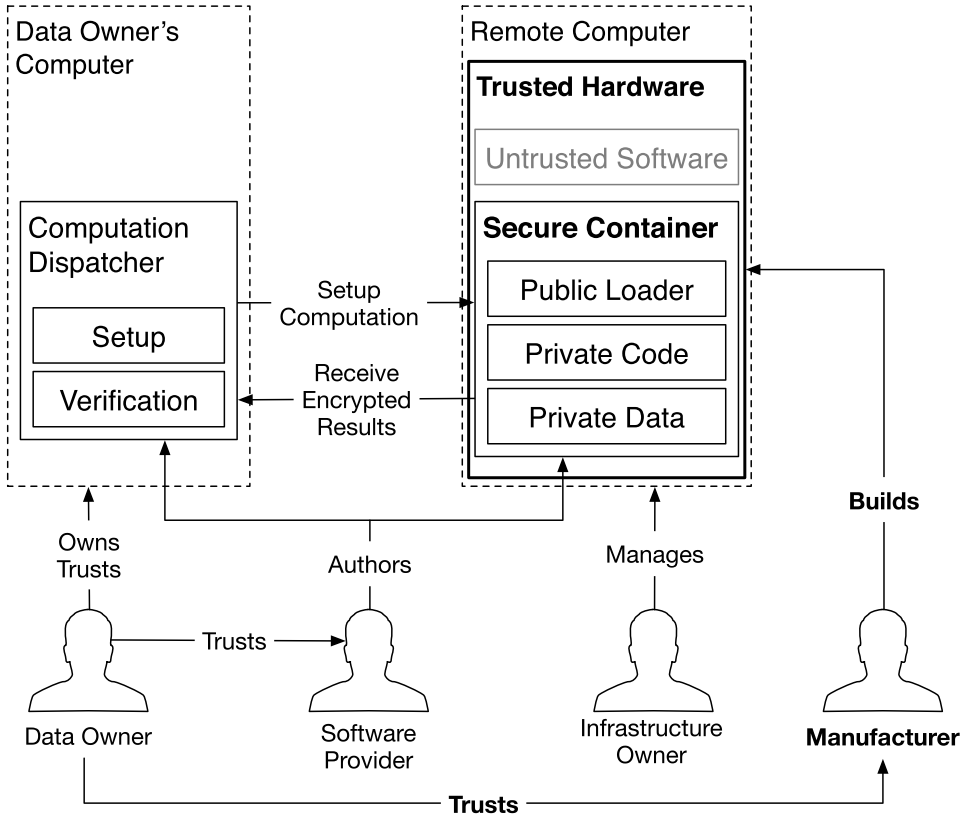 Data Owner's
Computer
Remote Computer
Trusted Hardware
Untrusted Software
Computation
Dispatcher
Setup
Verification
Setup
Computation
Receive
Encrypted
Results
Secure Container
Public Loader
Private Code
Private Data
Owns
Trusts
Authors
Manages
Builds
Trusts
Data Owner
Software
Provider
Infrastructure
Owner
Manufacturer
Trusts